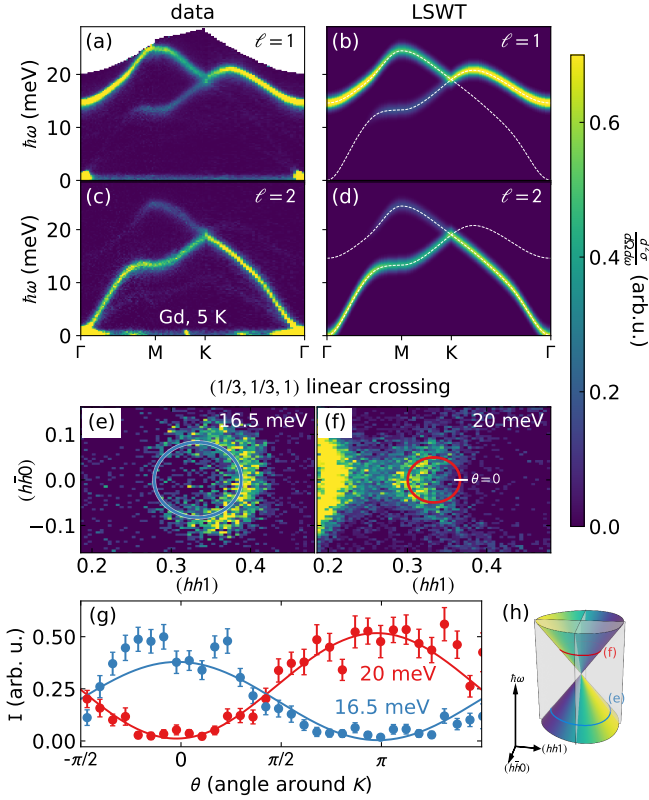 data
LSWT
(a)
ℓ = 1
(b)
ℓ = 1
20
10
0
ħω (meV)
(c)
ℓ = 2
(d)
ℓ = 2
20
10
0
ħω (meV)
Gd, 5 K
Γ M K Γ
Γ M K Γ
0.6
0.4
0.2
0.0
d²σ/dΩdω (arb.u.)
(1/3, 1/3, 1) linear crossing
(e)
16.5 meV
(f)
20 meV
0.1
0.0
−0.1
(hh̄0)
θ=0
0.2 0.3 0.4
0.2 0.3 0.4
(hh1)
(hh1)
(g)
0.50
0.25
0.00
I (arb. u.)
20 meV
16.5 meV
-π/2 0 π/2 π
θ (angle around K)
(h)
(f)
(e)
ħω
(hh1)
(hh̄0)